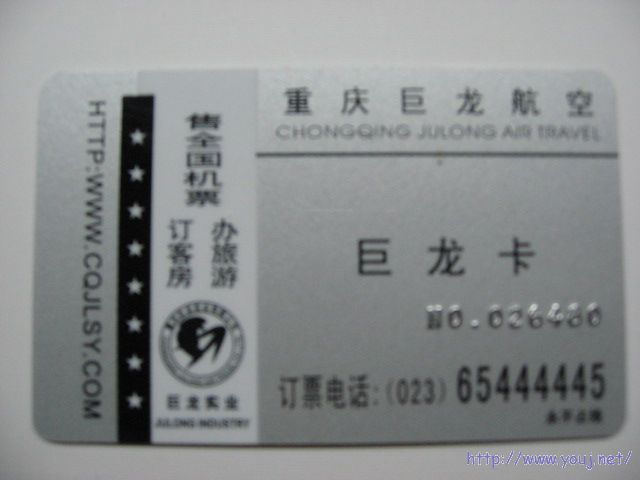 HTTP:WWW.CQJLSY.COM
售全国机票
订客房
办旅游
巨龙实业
JULONG INDUSTRY
重庆巨龙航空
CHONGQING JULONG AIR TRAVEL
巨龙卡
NO.026480
订票电话:(023)65444445
http://www.youj.net/